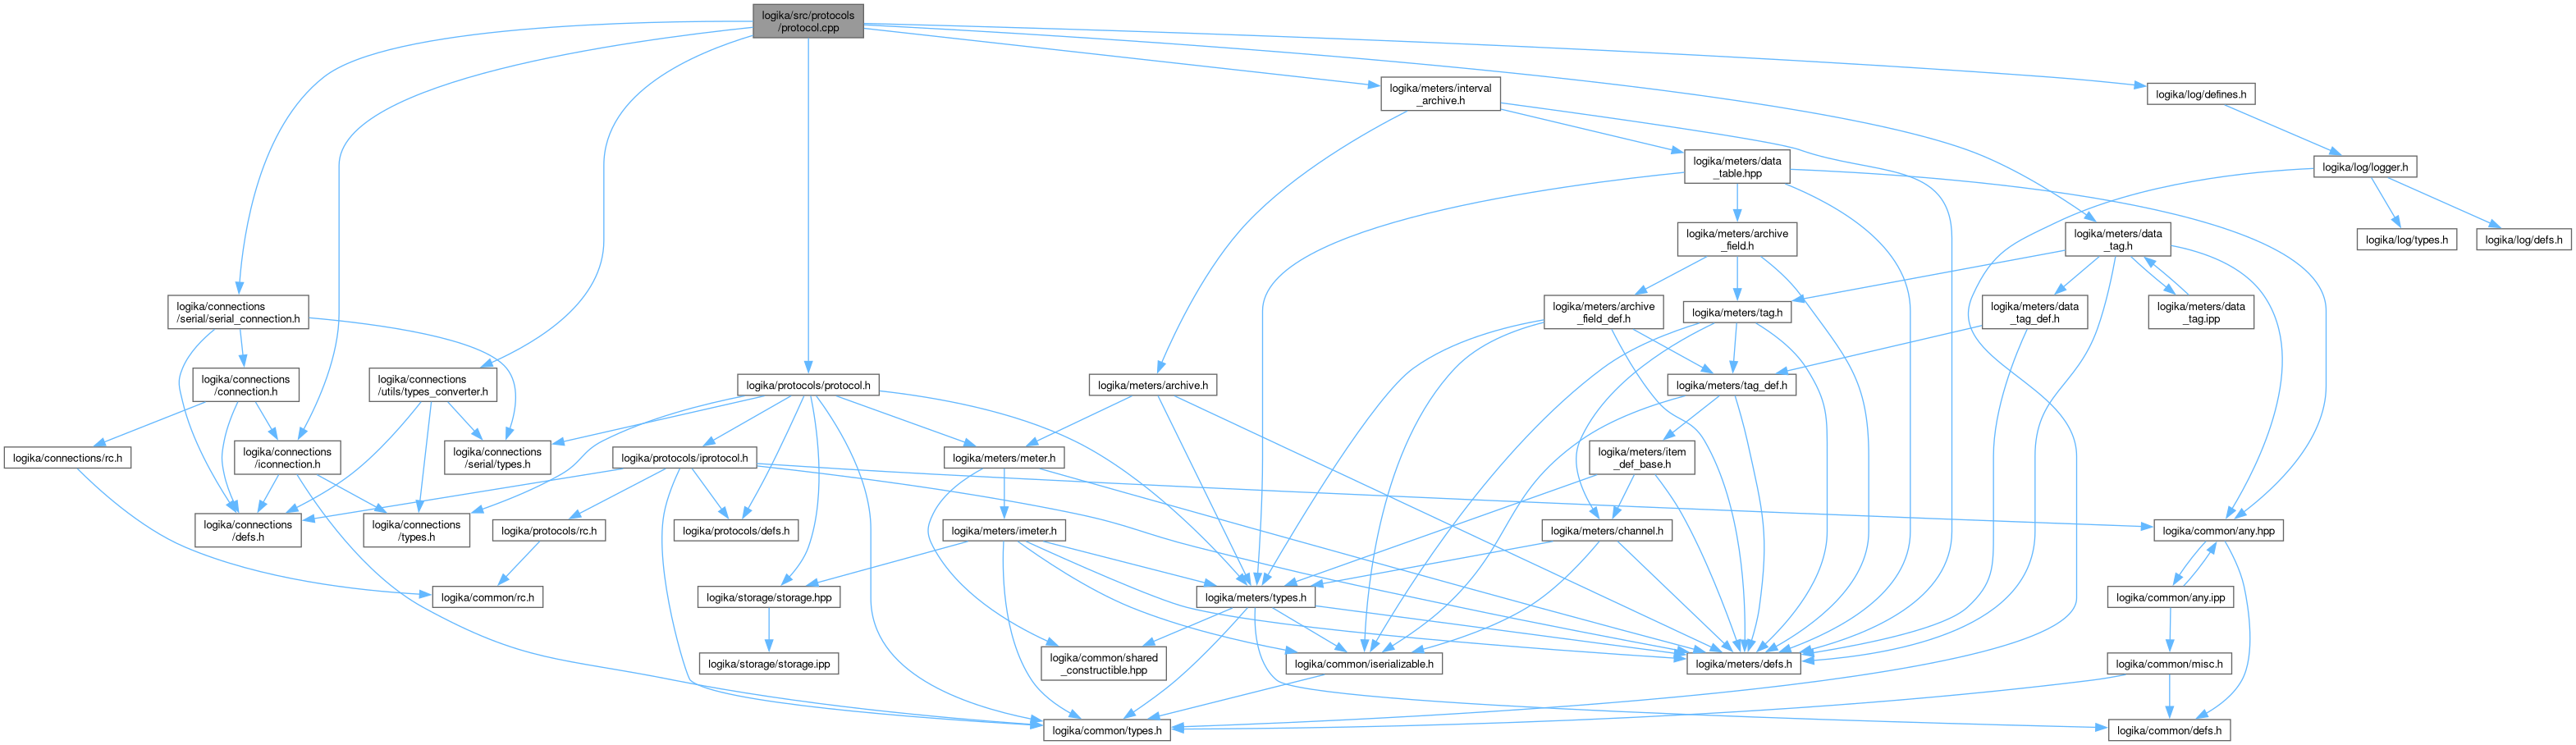 logika/src/protocols
/protocol.cpp
logika/meters/interval
_archive.h
logika/log/defines.h
logika/meters/data
_table.hpp
logika/log/logger.h
logika/meters/archive
_field.h
logika/meters/data
_tag.h
logika/log/types.h
logika/log/defs.h
logika/connections
/serial/serial_connection.h
logika/meters/archive
_field_def.h
logika/meters/tag.h
logika/meters/data
_tag_def.h
logika/meters/data
_tag.ipp
logika/connections
/connection.h
logika/connections
/utils/types_converter.h
logika/protocols/protocol.h
logika/meters/archive.h
logika/meters/tag_def.h
logika/connections/rc.h
logika/connections
/iconnection.h
logika/connections
/serial/types.h
logika/protocols/iprotocol.h
logika/meters/meter.h
logika/meters/item
_def_base.h
logika/connections
/defs.h
logika/connections
/types.h
logika/protocols/rc.h
logika/protocols/defs.h
logika/meters/imeter.h
logika/meters/channel.h
logika/common/any.hpp
logika/common/rc.h
logika/storage/storage.hpp
logika/meters/types.h
logika/common/any.ipp
logika/storage/storage.ipp
logika/common/shared
_constructible.hpp
logika/common/iserializable.h
logika/meters/defs.h
logika/common/misc.h
logika/common/types.h
logika/common/defs.h